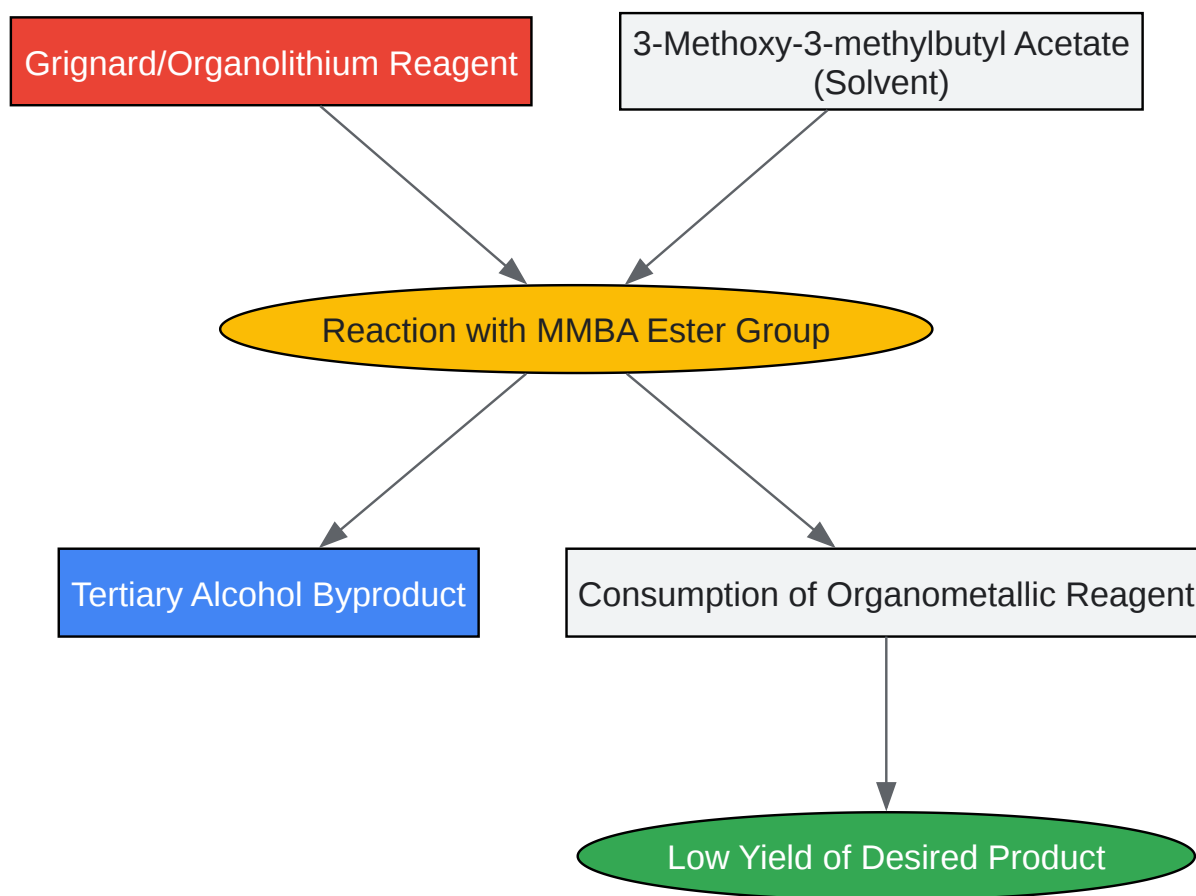 Grignard/Organolithium Reagent
3-Methoxy-3-methylbutyl Acetate
(Solvent)
Reaction with MMBA Ester Group
Tertiary Alcohol Byproduct
Consumption of Organometallic Reagent
Low Yield of Desired Product